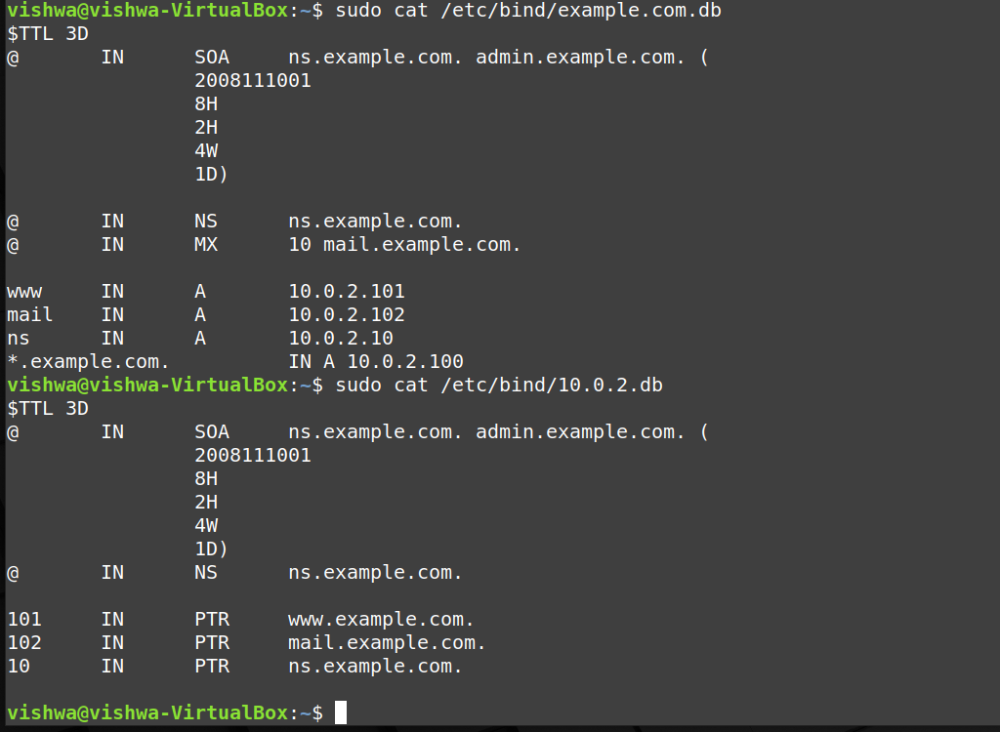 vishwa@vishwa-VirtualBox:~$ sudo cat /etc/bind/example.com.db
$TTL 3D
@       IN      SOA     ns.example.com. admin.example.com. (
                2008111001
                8H
                2H
                4W
                1D)

@       IN      NS      ns.example.com.
@       IN      MX      10 mail.example.com.

www     IN      A       10.0.2.101
mail    IN      A       10.0.2.102
ns      IN      A       10.0.2.10
*.example.com.          IN A 10.0.2.100
vishwa@vishwa-VirtualBox:~$ sudo cat /etc/bind/10.0.2.db
$TTL 3D
@       IN      SOA     ns.example.com. admin.example.com. (
                2008111001
                8H
                2H
                4W
                1D)
@       IN      NS      ns.example.com.

101     IN      PTR     www.example.com.
102     IN      PTR     mail.example.com.
10      IN      PTR     ns.example.com.

vishwa@vishwa-VirtualBox:~$